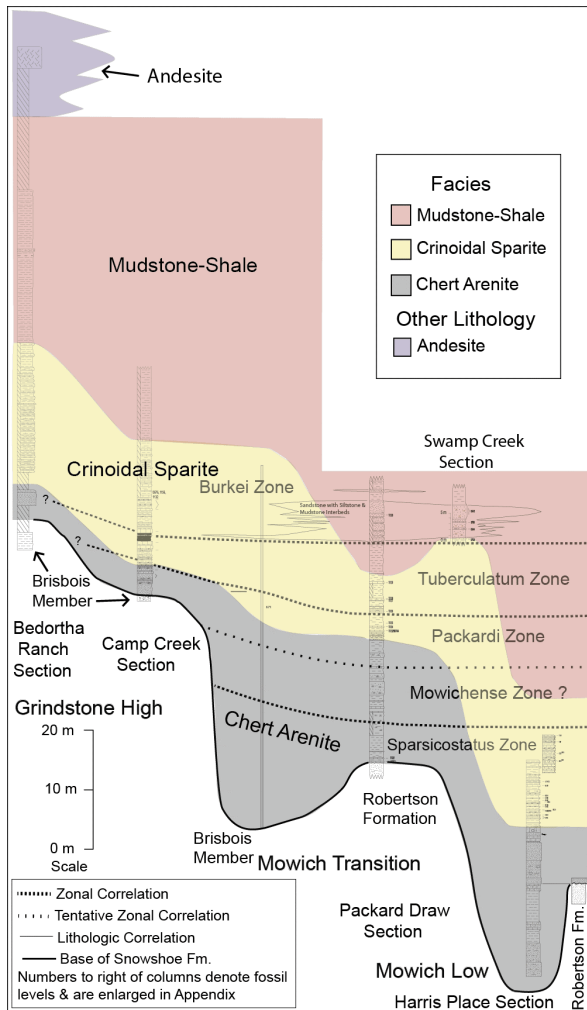 Andesite
Facies
Mudstone-Shale
Crinoidal Sparite
Chert Arenite
Other Lithology
Andesite
Mudstone-Shale
Swamp Creek
Section
Crinoidal Sparite
Burkei Zone
Sandstone with Siltstone &
Mudstone Interbeds
?
?
Tuberculatum Zone
Brisbois
Member
Packardi Zone
Bedortha
Ranch
Section
Camp Creek
Section
Mowichense Zone ?
Grindstone High
Chert Arenite
Sparsicostatus Zone
20 m
10 m
0 m
Scale
Robertson
Formation
Brisbois
Member
Mowich Transition
Packard Draw
Section
Mowich Low
Harris Place Section
Robertson Fm.
Zonal Correlation
Tentative Zonal Correlation
Lithologic Correlation
Base of Snowshoe Fm.
Numbers to right of columns denote fossil
levels & are enlarged in Appendix